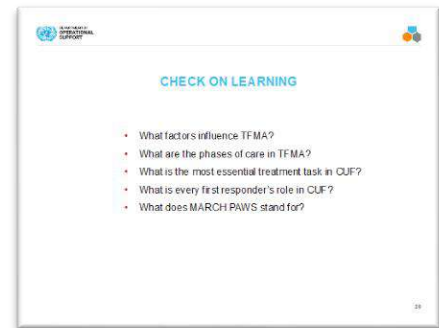 DEPARTMENT OF
OPERATIONAL
SUPPORT
CHECK ON LEARNING
• What factors influence TFMA?
• What are the phases of care in TFMA?
• What is the most essential treatment task in CUF?
• What is every first responder's role in CUF?
• What does MARCH PAWS stand for?